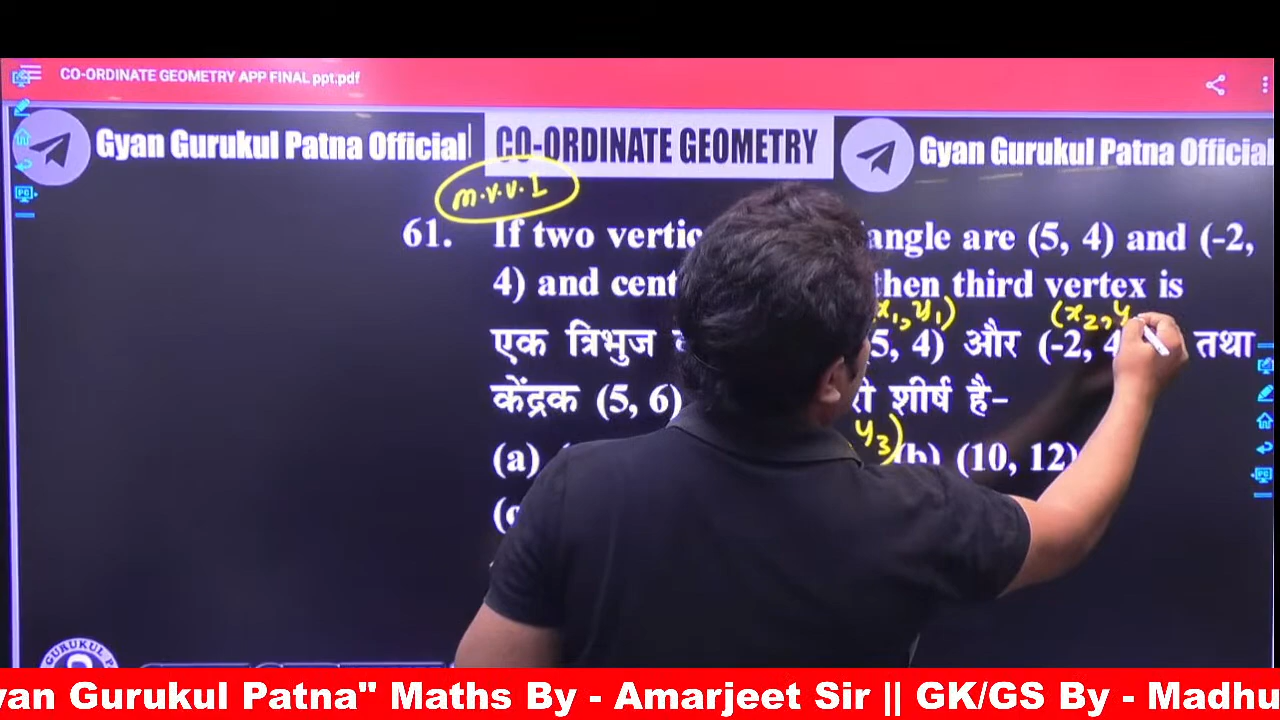 CO-ORDINATE GEOMETRY APP FINAL ppt.pdf
Gyan Gurukul Patna Official CO-ORDINATE GEOMETRY Gyan Gurukul Patna Official
m.v.v.I
61. If two angle are (5, 4) and (-2,
4) and then third vertex is
(x₁, y₁) (x₂, y
एक त्रिभुज 5, 4) और (-2, 4 तथा
केंद्रक (5, 6) शीर्ष है-
y₃)
(a) (b) (10, 12)
GURUKUL
yan Gurukul Patna" Maths By - Amarjeet Sir || GK/GS By - Madhu